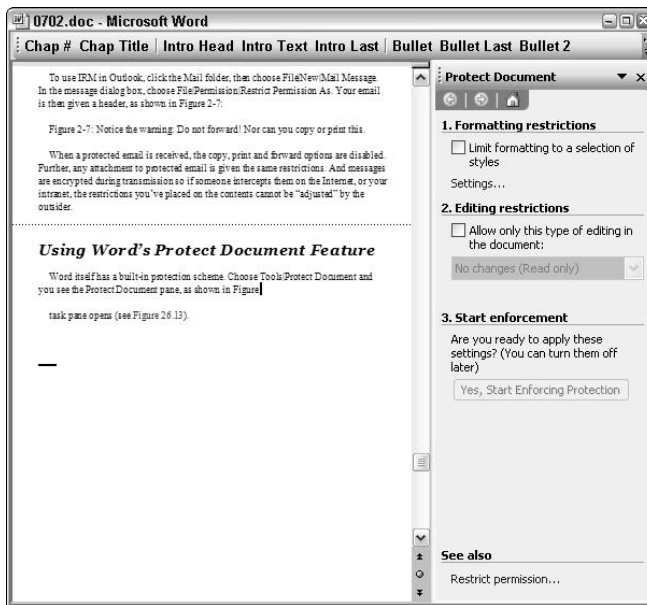 0702.doc - Microsoft Word
Chap # Chap Title Intro Head Intro Text Intro Last Bullet Bullet Last Bullet 2
To use IRM in Outlook, click the Mail folder, then choose File|New|Mail Message.
In the message dialog box, choose File|Permission|Restrict Permission As. Your email
is then given a header, as shown in Figure 2-7:
Figure 2-7: Notice the warning: Do not forward! Nor can you copy or print this.
When a protected email is received, the copy, print and forward options are disabled.
Further, any attachment to protected email is given the same restrictions. And messages
are encrypted during transmission so if someone intercepts them on the Internet, or your
intranet, the restrictions you've placed on the contents cannot be “adjusted” by the
outsider.
Using Word's Protect Document Feature
Word itself has a built-in protection scheme. Choose Tools|Protect Document and
you see the Protect Document pane, as shown in Figure
task pane opens (see Figure 26.13).
Protect Document
1. Formatting restrictions
Limit formatting to a selection of
styles
Settings...
2. Editing restrictions
Allow only this type of editing in
the document:
No changes (Read only)
3. Start enforcement
Are you ready to apply these
settings? (You can turn them off
later)
Yes, Start Enforcing Protection
See also
Restrict permission...